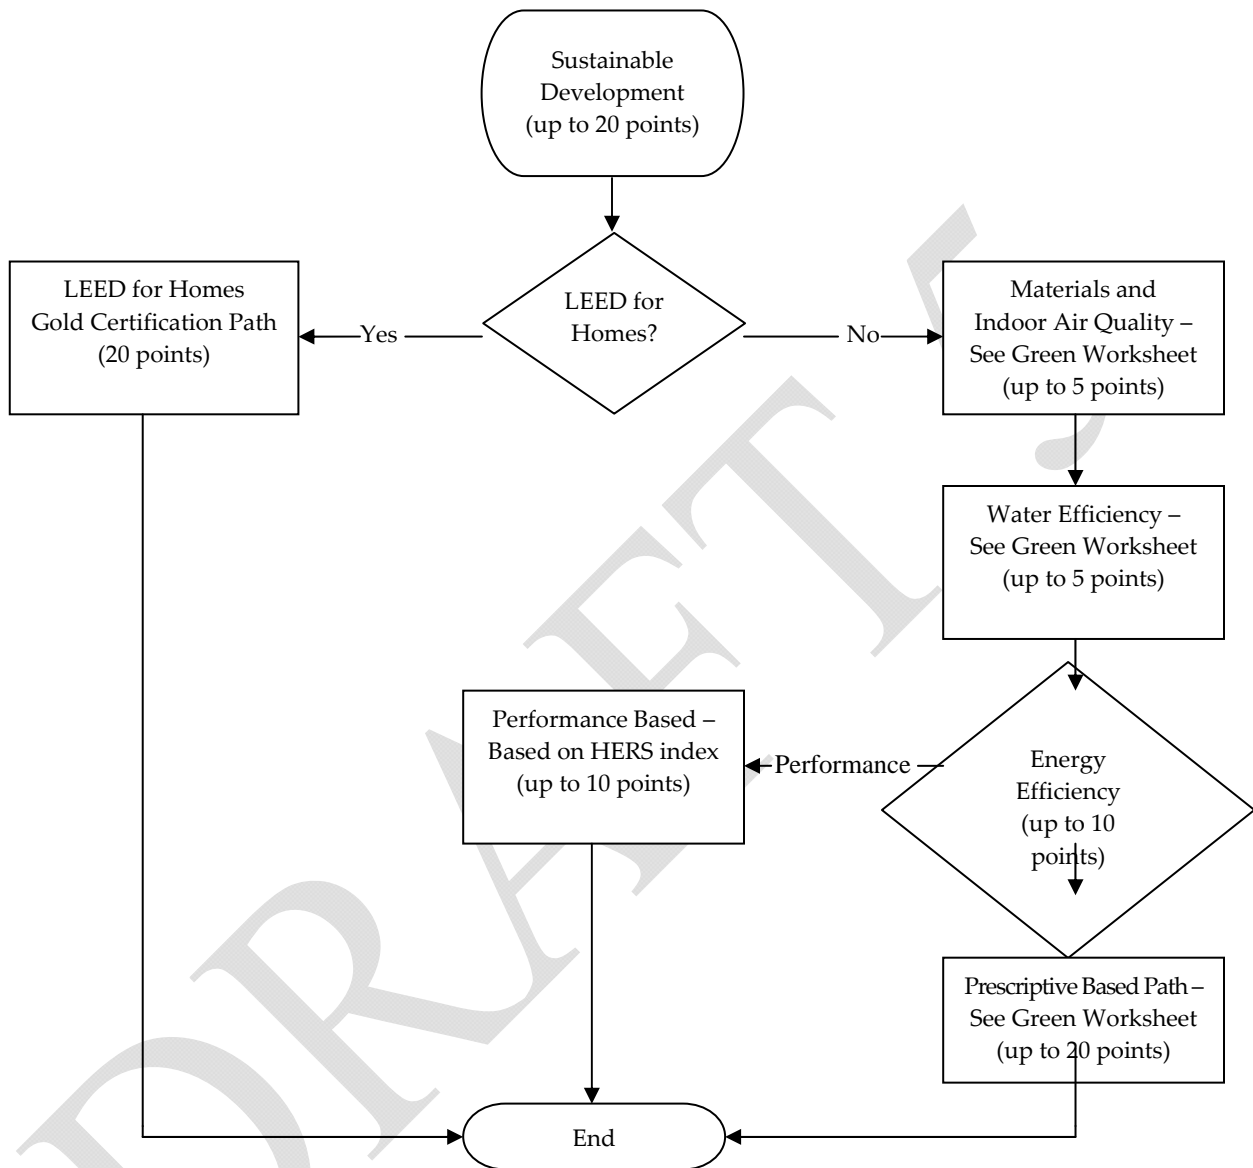 Sustainable
Development
(up to 20 points)
LEED for Homes
Gold Certification Path
(20 points)
Yes
LEED for
Homes?
No
Materials and
Indoor Air Quality –
See Green Worksheet
(up to 5 points)
Water Efficiency –
See Green Worksheet
(up to 5 points)
Performance Based –
Based on HERS index
(up to 10 points)
Performance
Energy
Efficiency
(up to 10
points)
Prescriptive Based Path –
See Green Worksheet
(up to 20 points)
End
DRAFT 5